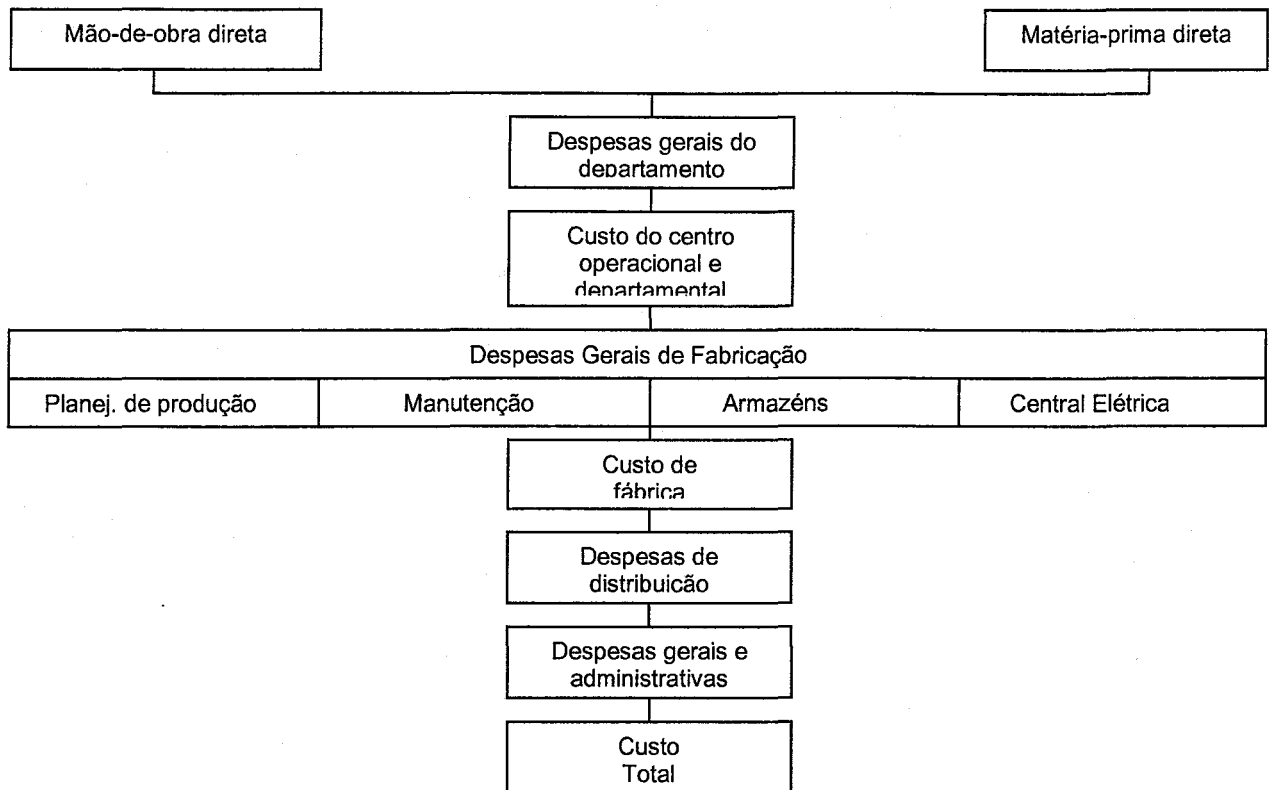 Mão-de-obra direta
Matéria-prima direta
Despesas gerais do
departamento
Custo do centro
operacional e
departamental
Despesas Gerais de Fabricação
Planej. de produção
Manutenção
Armazéns
Central Elétrica
Custo de
fábrica
Despesas de
distribuicão
Despesas gerais e
administrativas
Custo
Total